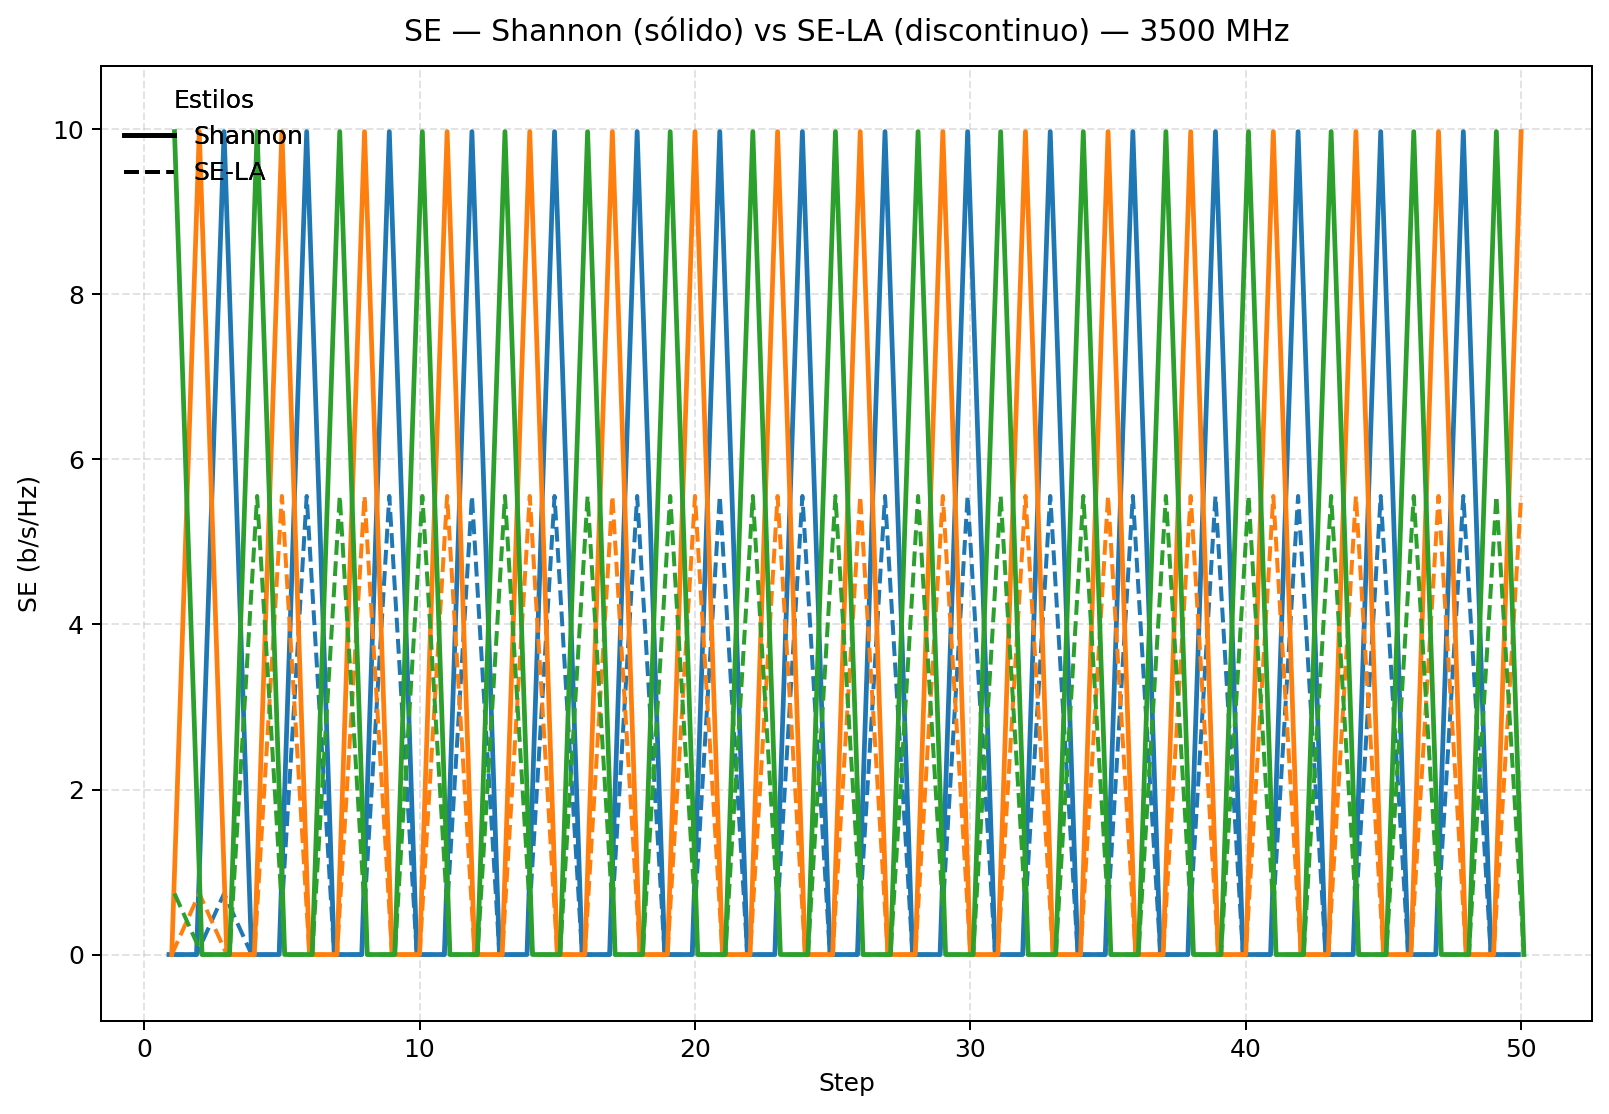 SE — Shannon (sólido) vs SE-LA (discontinuo) — 3500 MHz
Estilos
Shannon
SE-LA
10
8
6
4
2
0
SE (b/s/Hz)
0 10 20 30 40 50
Step